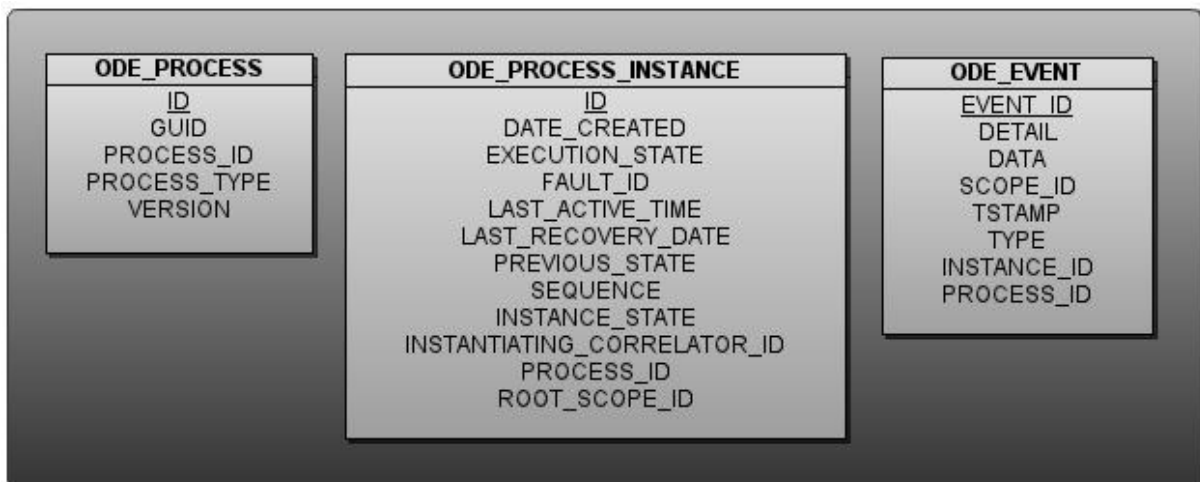 ODE_PROCESS
ID
GUID
PROCESS_ID
PROCESS_TYPE
VERSION
ODE_PROCESS_INSTANCE
ID
DATE_CREATED
EXECUTION_STATE
FAULT_ID
LAST_ACTIVE_TIME
LAST_RECOVERY_DATE
PREVIOUS_STATE
SEQUENCE
INSTANCE_STATE
INSTANTIATING_CORRELATOR_ID
PROCESS_ID
ROOT_SCOPE_ID
ODE_EVENT
EVENT_ID
DETAIL
DATA
SCOPE_ID
TSTAMP
TYPE
INSTANCE_ID
PROCESS_ID